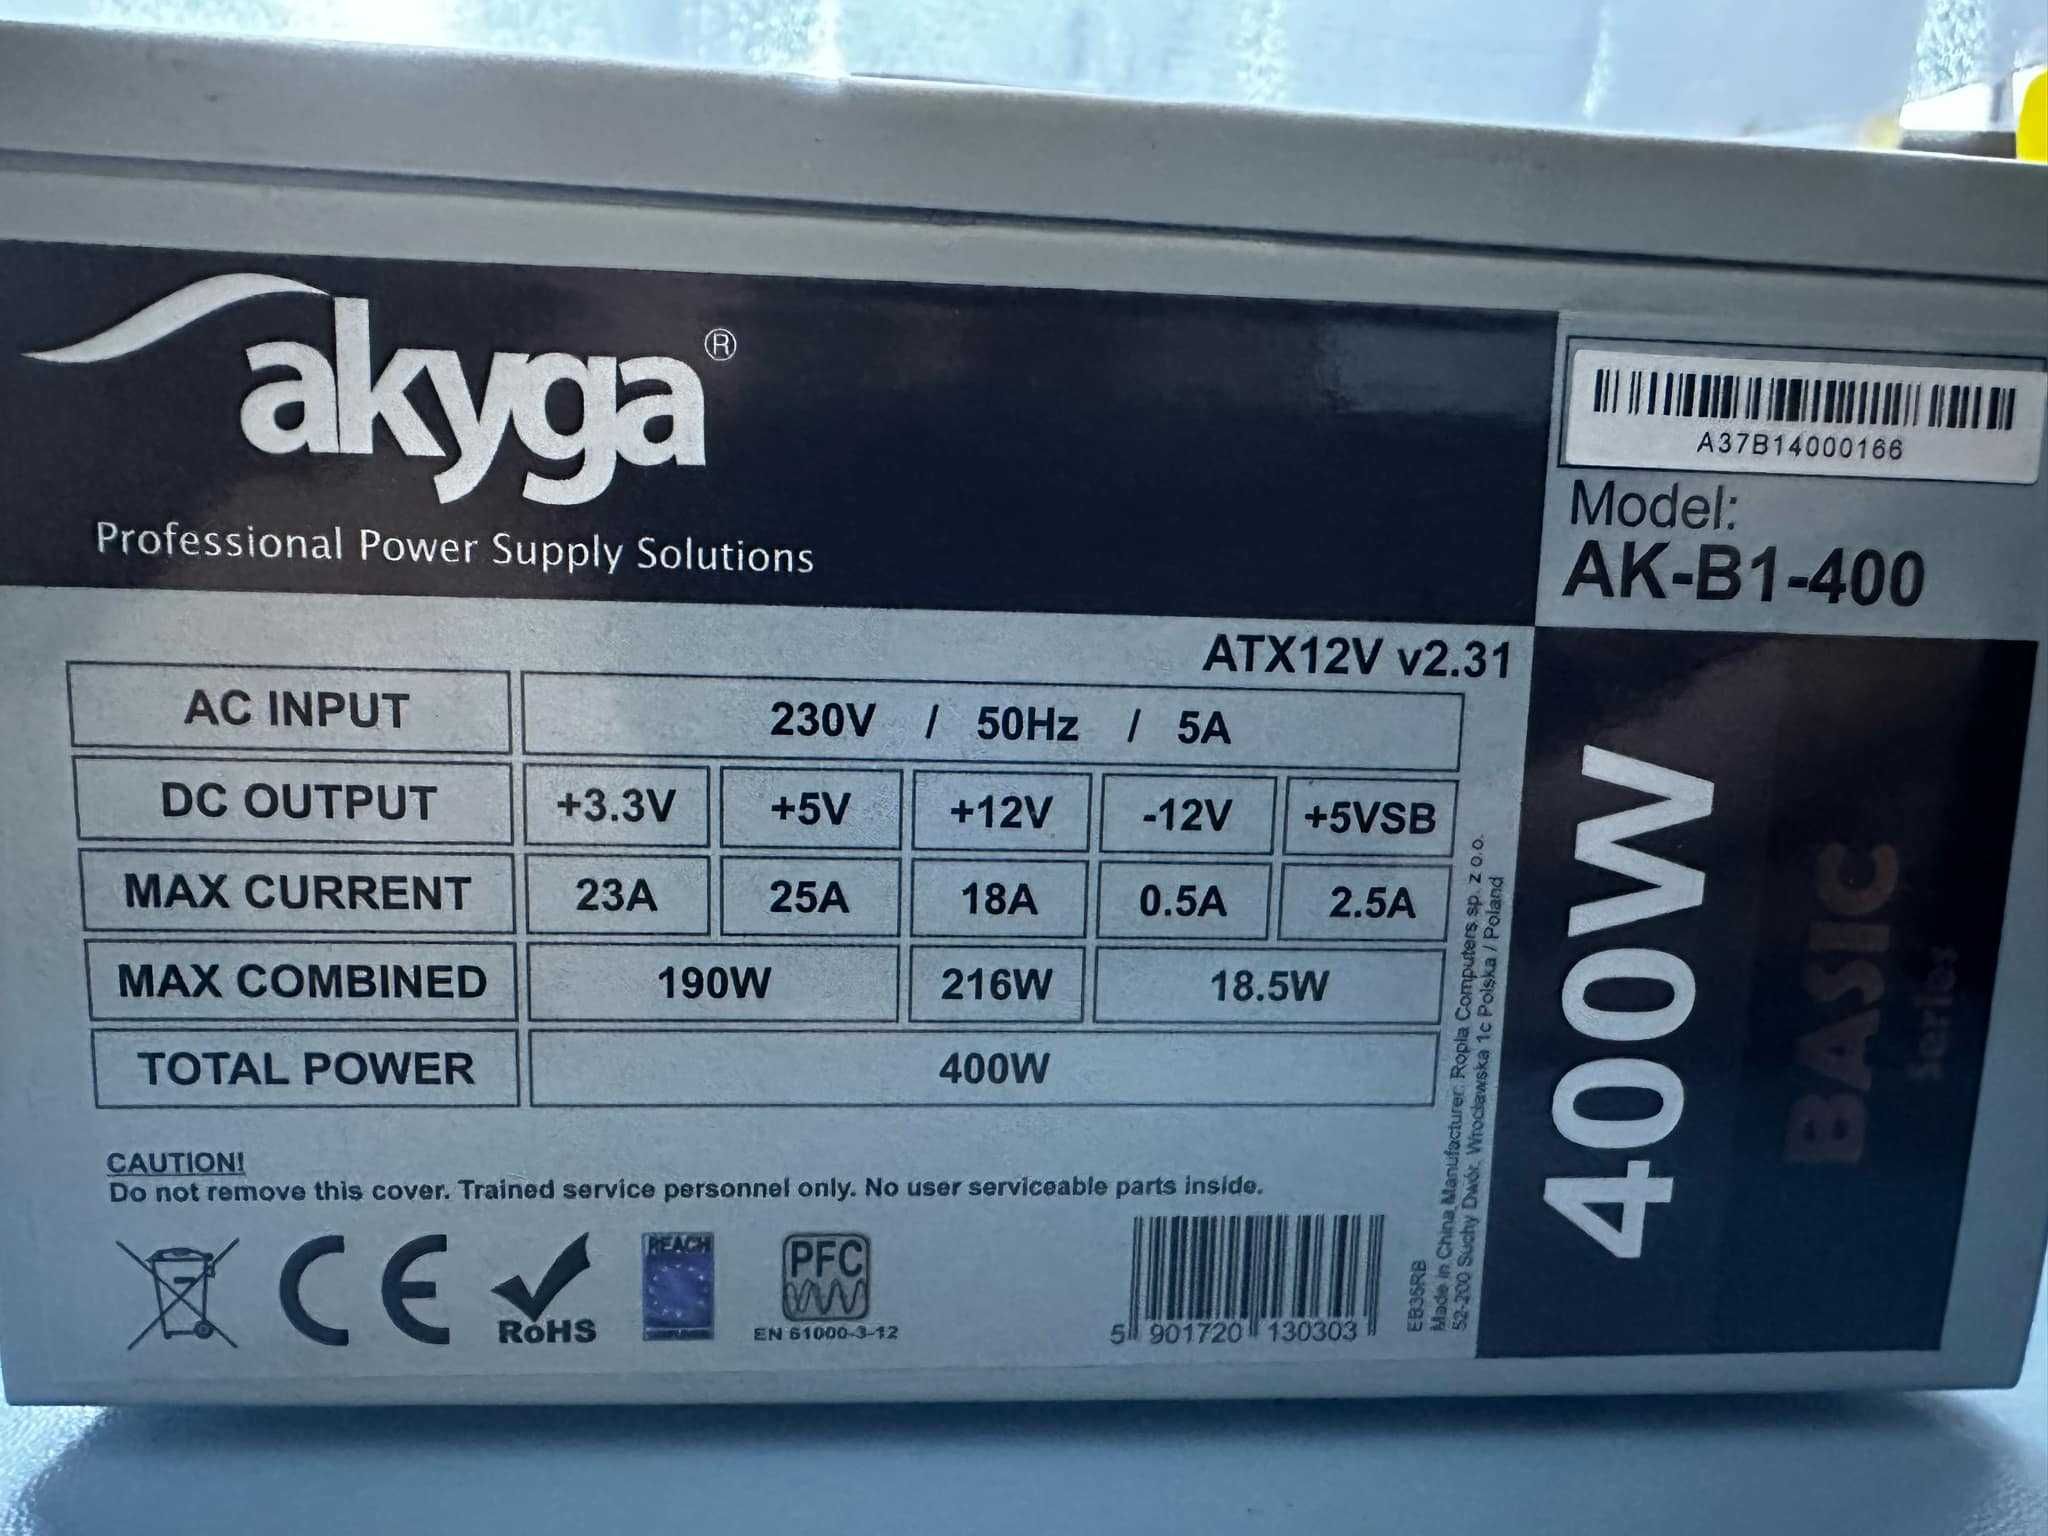 akyga®
Professional Power Supply Solutions
A37B14000166
Model:
AK-B1-400
ATX12V v2.31
AC INPUT 230V / 50Hz / 5A
DC OUTPUT +3.3V +5V +12V -12V +5VSB
MAX CURRENT 23A 25A 18A 0.5A 2.5A
MAX COMBINED 190W 216W 18.5W
TOTAL POWER 400W
CAUTION!
Do not remove this cover. Trained service personnel only. No user serviceable parts inside.
CE
RoHS
REACH
PFC
EN 61000-3-12
5 901720 130303
EB36RB
Made in China Manufacturer: Ropla Computers sp. z o.o.
52-200 Suchy Dwór, Wrocławska 1c Polska / Poland
400W
BASIC
series